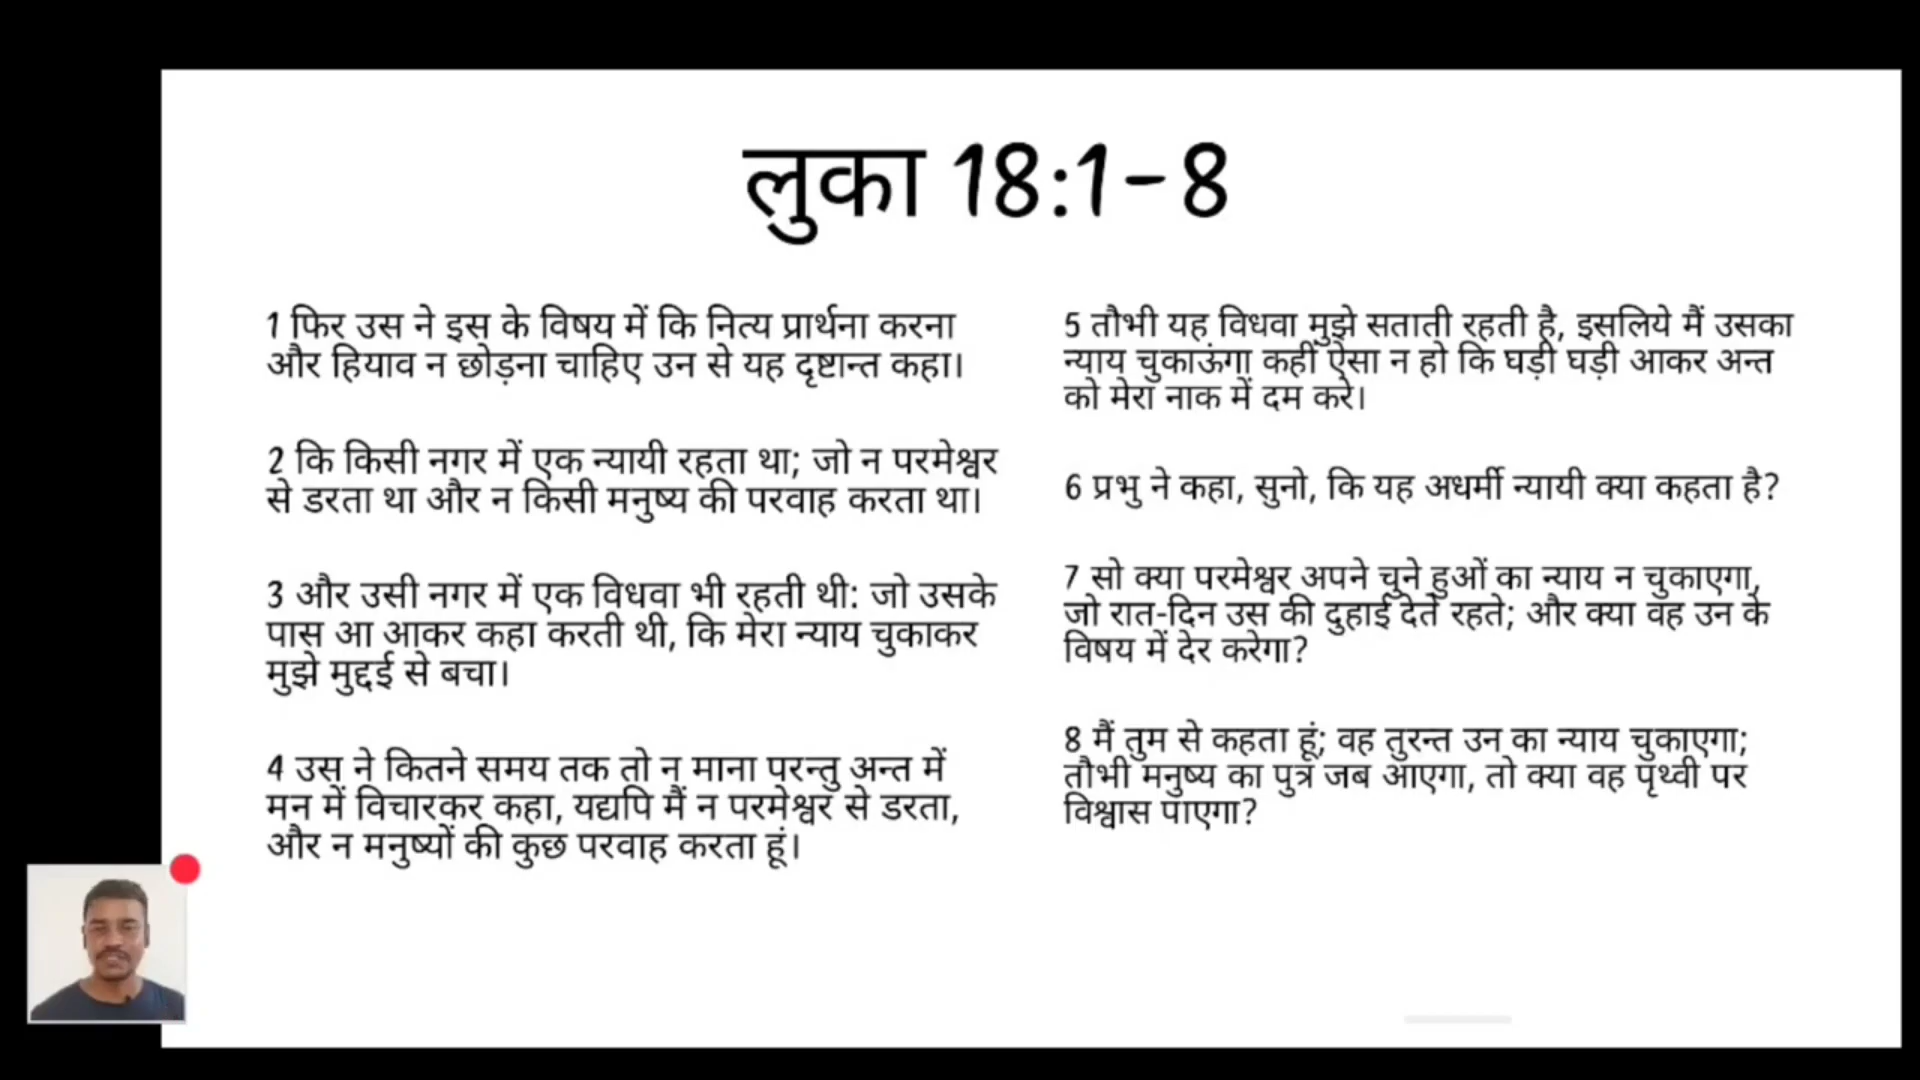 लुका 18:1-8
1 फिर उस ने इस के विषय में कि नित्य प्रार्थना करना
और हियाव न छोड़ना चाहिए उन से यह दृष्टान्त कहा।
2 कि किसी नगर में एक न्यायी रहता था; जो न परमेश्वर
से डरता था और न किसी मनुष्य की परवाह करता था।
3 और उसी नगर में एक विधवा भी रहती थी: जो उसके
पास आ आकर कहा करती थी, कि मेरा न्याय चुकाकर
मुझे मुद्दई से बचा।
4 उस ने कितने समय तक तो न माना परन्तु अन्त में
मन में विचारकर कहा, यद्यपि मैं न परमेश्वर से डरता,
और न मनुष्यों की कुछ परवाह करता हूं।
5 तौभी यह विधवा मुझे सताती रहती है, इसलिये मैं उसका
न्याय चुकाऊंगा कहीं ऐसा न हो कि घड़ी घड़ी आकर अन्त
को मेरा नाक में दम करे।
6 प्रभु ने कहा, सुनो, कि यह अधर्मी न्यायी क्या कहता है?
7 सो क्या परमेश्वर अपने चुने हुओं का न्याय न चुकाएगा,
जो रात-दिन उस की दुहाई देते रहते; और क्या वह उन के
विषय में देर करेगा?
8 मैं तुम से कहता हूं; वह तुरन्त उन का न्याय चुकाएगा;
तौभी मनुष्य का पुत्र जब आएगा, तो क्या वह पृथ्वी पर
विश्वास पाएगा?